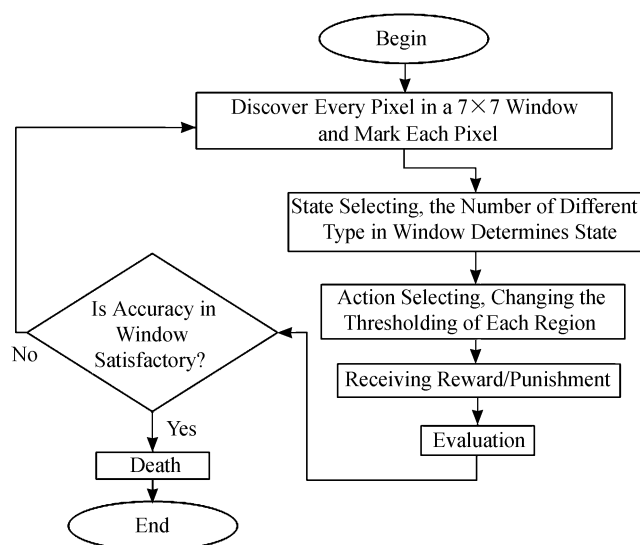 Begin
Discover Every Pixel in a 7×7 Window
and Mark Each Pixel
State Selecting, the Number of Different
Type in Window Determines State
Action Selecting, Changing the
Thresholding of Each Region
Receiving Reward/Punishment
Evaluation
Is Accuracy in
Window
Satisfactory?
No
Yes
Death
End